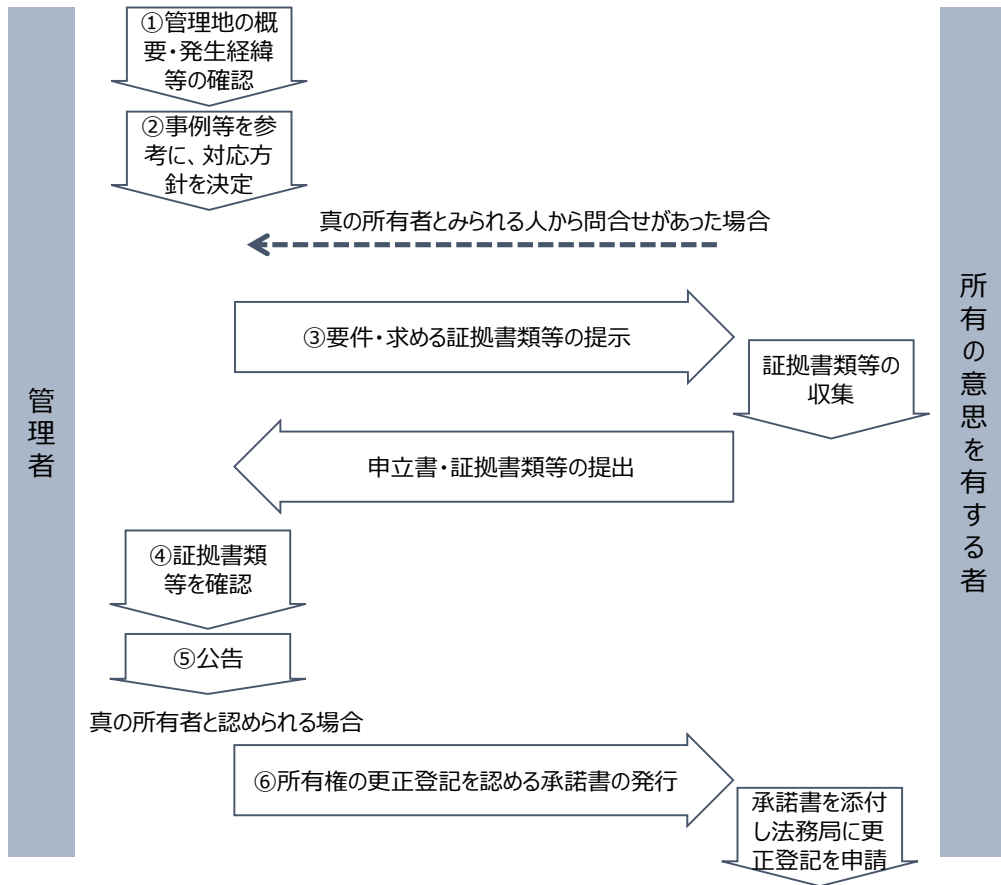 ①管理地の概
要・発生経緯
等の確認
②事例等を参
考に、対応方
針を決定
真の所有者とみられる人から問合せがあった場合
③要件・求める証拠書類等の提示
証拠書類等の
収集
申立書・証拠書類等の提出
管理者
所有の意思を有する者
④証拠書類
等を確認
⑤公告
真の所有者と認められる場合
⑥所有権の更正登記を認める承諾書の発行
承諾書を添付
し法務局に更
正登記を申請